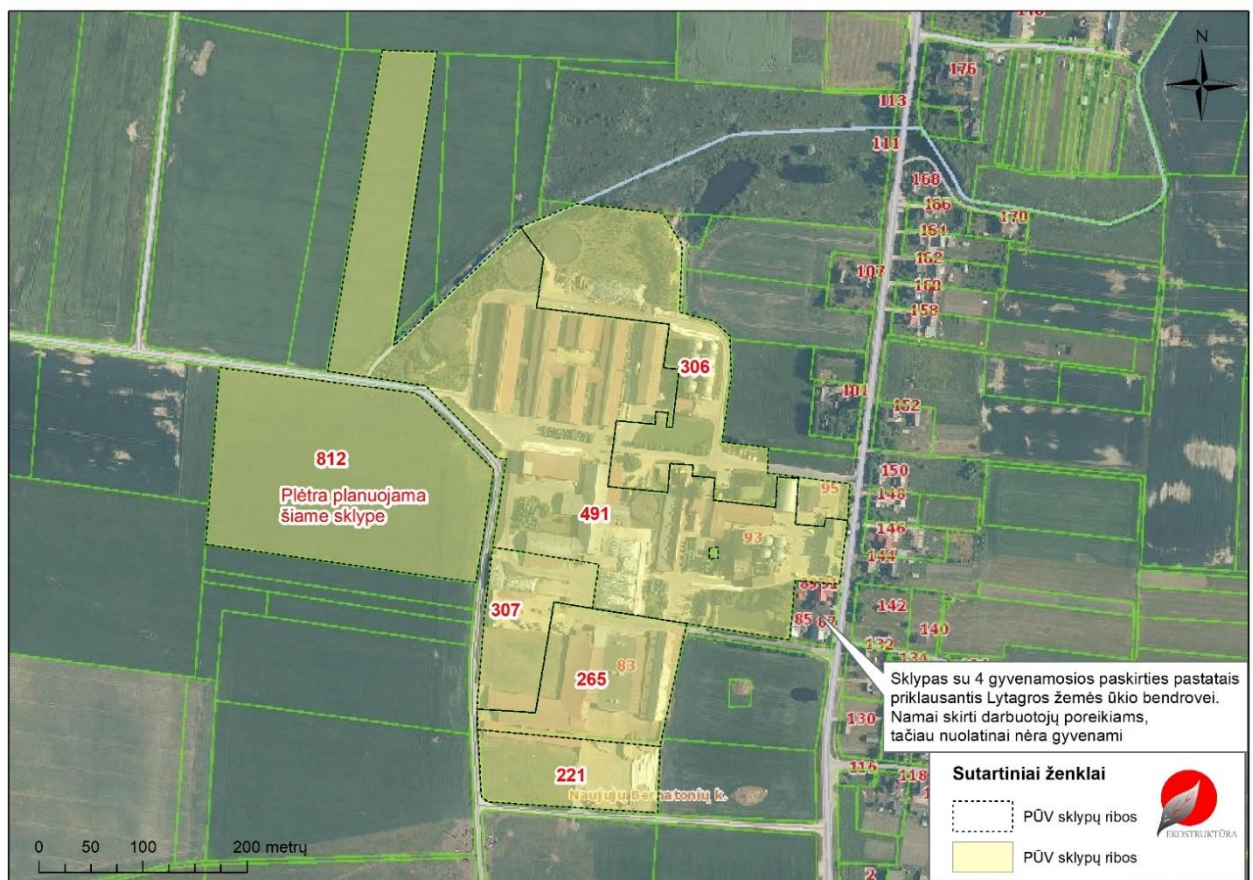 N
176
113
111
168
166
170
164
162
107
160
158
306
101
152
812
Plėtra planuojama
šiame sklype
150
95
148
491
146
93
144
307
85
142
140
132
83
265
Sklypas su 4 gyvenamosios paskirties pastatais
priklausantis Lytagros žemės ūkio bendrovei.
Namai skirti darbuotojų poreikiams,
tačiau nuolatinai nėra gyvenami
130
116
118
221
Naujųjų Bernatonių k.
Sutartiniai ženklai
PŪV sklypų ribos
PŪV sklypų ribos
EKOSTRUKTŪRA
0 50 100 200 metrų
2